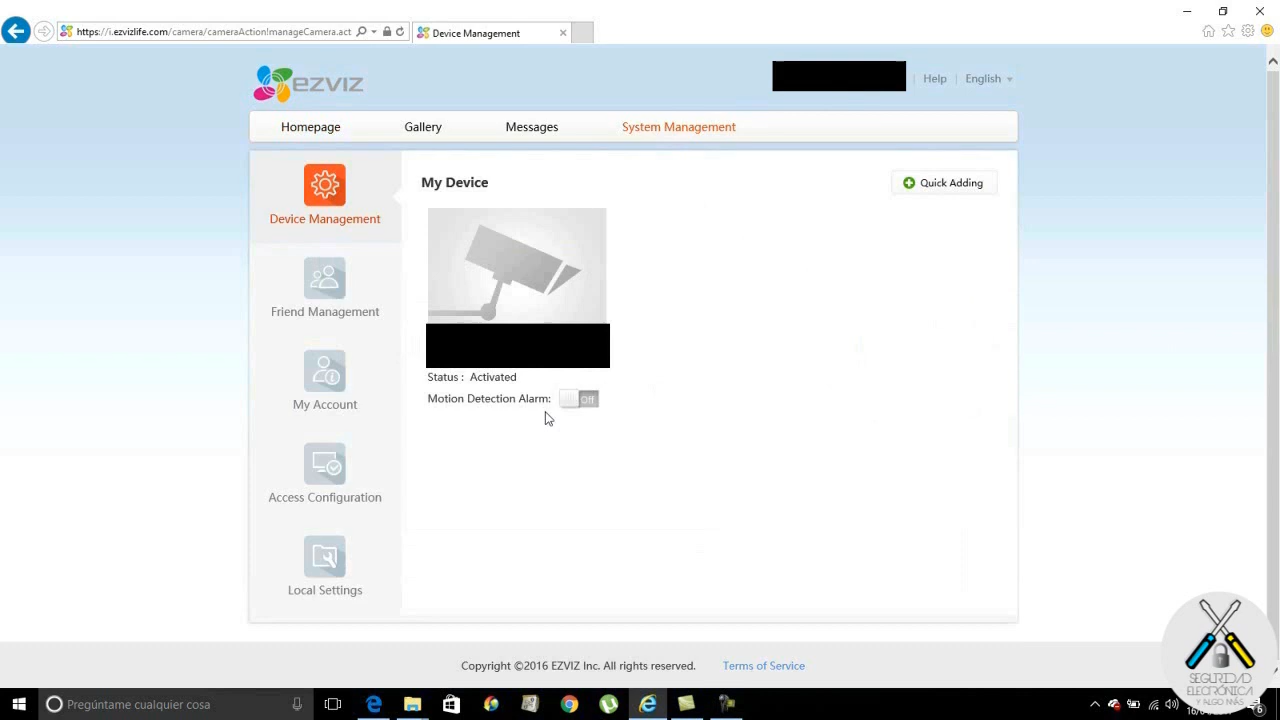 https://i.ezvizlife.com/camera/cameraAction!manageCamera.act
Device Management
ezviz
Help
English
Homepage
Gallery
Messages
System Management
My Device
Quick Adding
Device Management
Friend Management
My Account
Access Configuration
Local Settings
Status : Activated
Motion Detection Alarm:
Off
Copyright ©2016 EZVIZ Inc. All rights reserved.
Terms of Service
SEGURIDAD
ELECTRÓNICA
Y ALGO MÁS
Pregúntame cualquier cosa